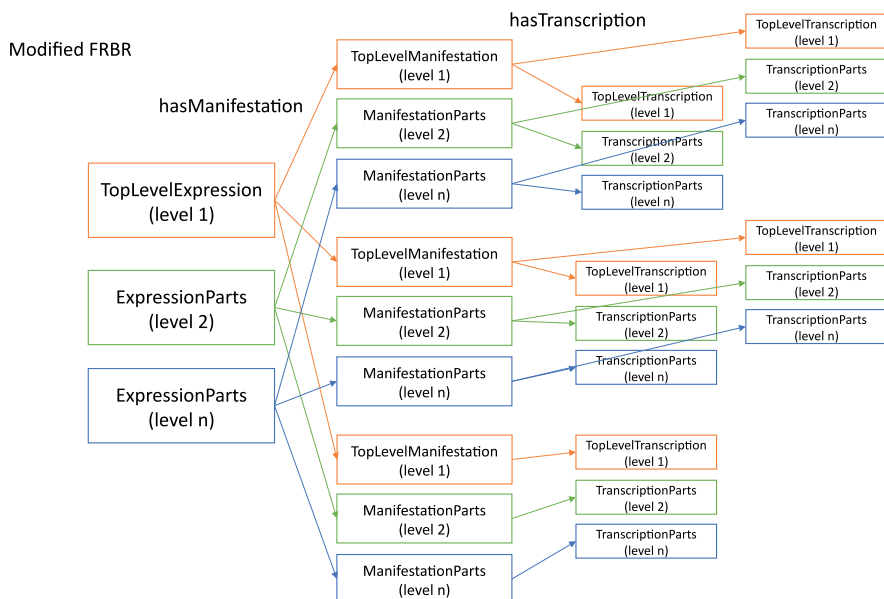 Modified FRBR
hasManifestation
hasTranscription
TopLevelExpression
(level 1)
ExpressionParts
(level 2)
ExpressionParts
(level n)
TopLevelManifestation
(level 1)
ManifestationParts
(level 2)
ManifestationParts
(level n)
TopLevelManifestation
(level 1)
ManifestationParts
(level 2)
ManifestationParts
(level n)
TopLevelManifestation
(level 1)
ManifestationParts
(level 2)
ManifestationParts
(level n)
TopLevelTranscription
(level 1)
TranscriptionParts
(level 2)
TranscriptionParts
(level n)
TopLevelTranscription
(level 1)
TranscriptionParts
(level 2)
TranscriptionParts
(level n)
TopLevelTranscription
(level 1)
TranscriptionParts
(level 2)
TranscriptionParts
(level n)
TopLevelTranscription
(level 1)
TranscriptionParts
(level 2)
TranscriptionParts
(level n)
TopLevelTranscription
(level 1)
TranscriptionParts
(level 2)
TranscriptionParts
(level n)